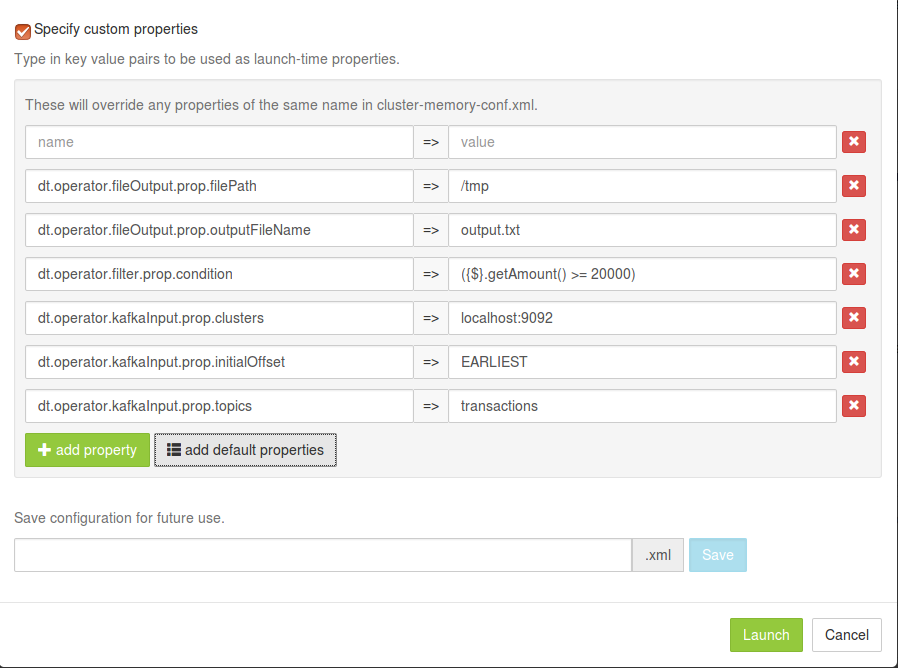 Specify custom properties
Type in key value pairs to be used as launch-time properties.
These will override any properties of the same name in cluster-memory-conf.xml.
name => value
dt.operator.fileOutput.prop.filePath => /tmp
dt.operator.fileOutput.prop.outputFileName => output.txt
dt.operator.filter.prop.condition => ({$}.getAmount() >= 20000)
dt.operator.kafkaInput.prop.clusters => localhost:9092
dt.operator.kafkaInput.prop.initialOffset => EARLIEST
dt.operator.kafkaInput.prop.topics => transactions
add property add default properties
Save configuration for future use.
.xml Save
Launch Cancel